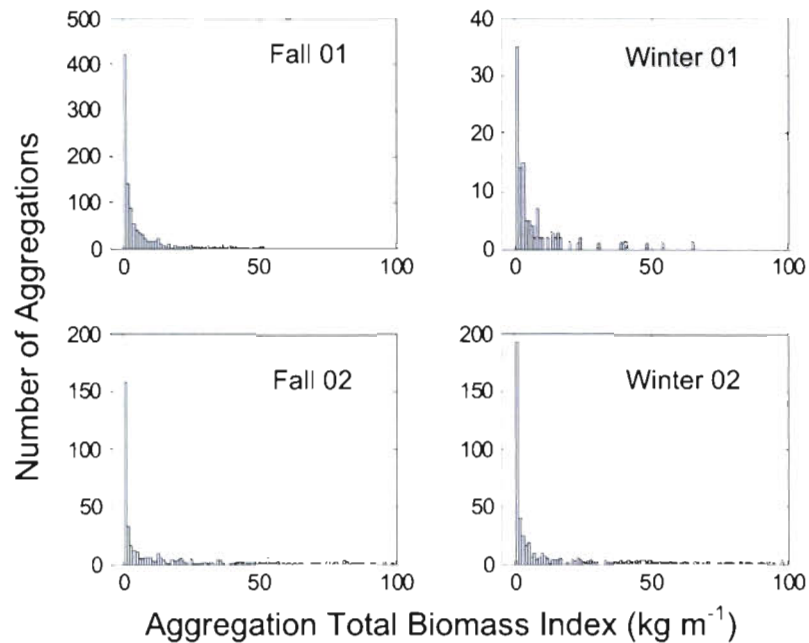 Number of Aggregations
Fall 01
500
400
300
200
100
0
0 50 100
Winter 01
40
30
20
10
0
0 50 100
Fall 02
200
150
100
50
0
0 50 100
Winter 02
200
150
100
50
0
0 50 100
Aggregation Total Biomass Index (kg m⁻¹)